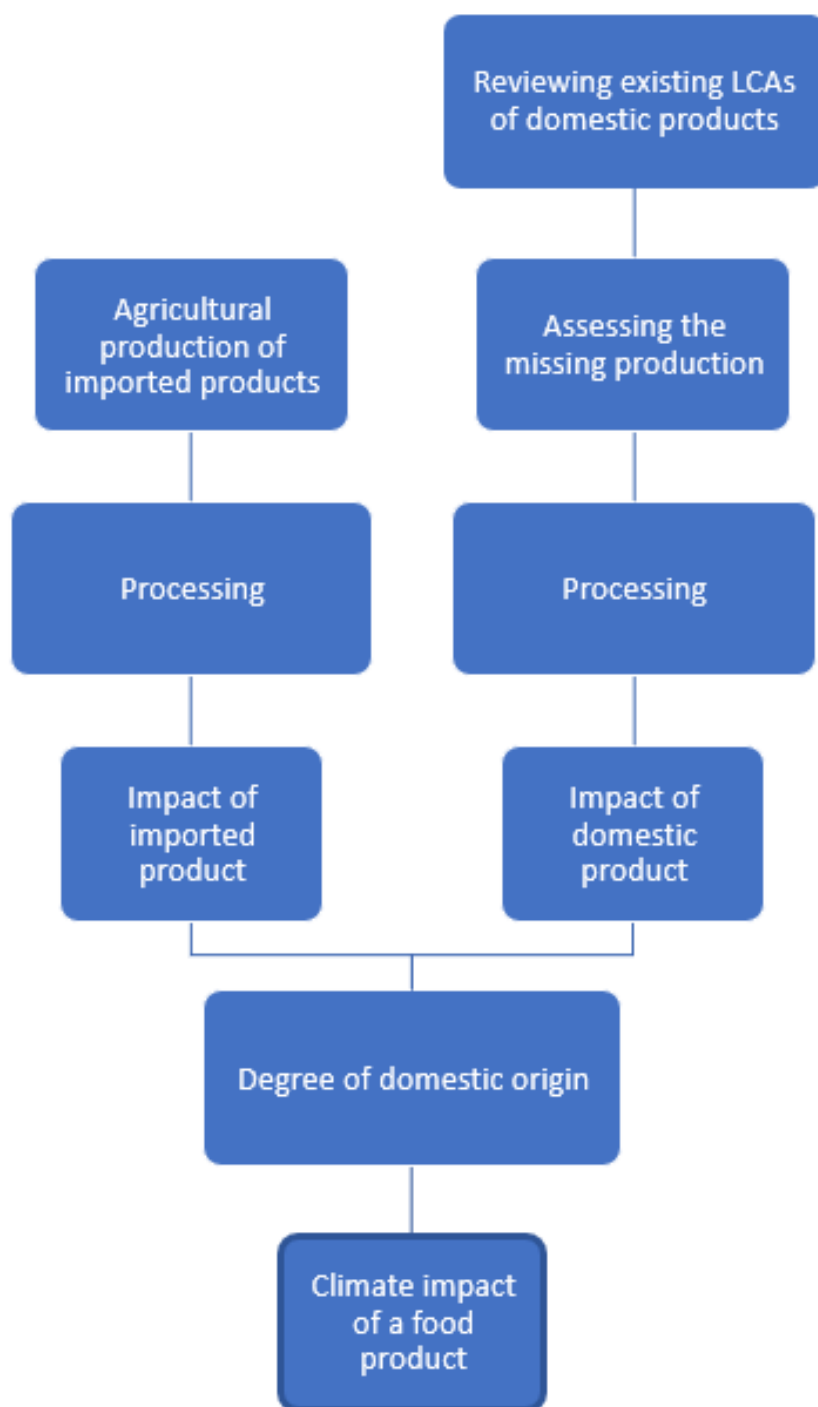 Reviewing existing LCAs
of domestic products
Agricultural
production of
imported products
Assessing the
missing production
Processing
Processing
Impact of
imported
product
Impact of
domestic
product
Degree of domestic origin
Climate impact
of a food
product